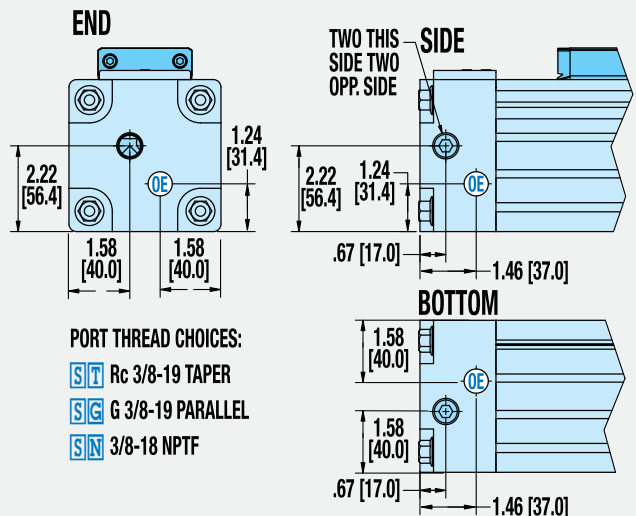 END
1.24
[31.4]
2.22
[56.4]
OE
1.58
[40.0]
1.58
[40.0]
TWO THIS
SIDE TWO
OPP. SIDE
SIDE
2.22
[56.4]
1.24
[31.4]
OE
.67 [17.0]
1.46 [37.0]
PORT THREAD CHOICES:
ST Rc 3/8-19 TAPER
SG G 3/8-19 PARALLEL
SN 3/8-18 NPTF
BOTTOM
1.58
[40.0]
OE
1.58
[40.0]
.67 [17.0]
1.46 [37.0]